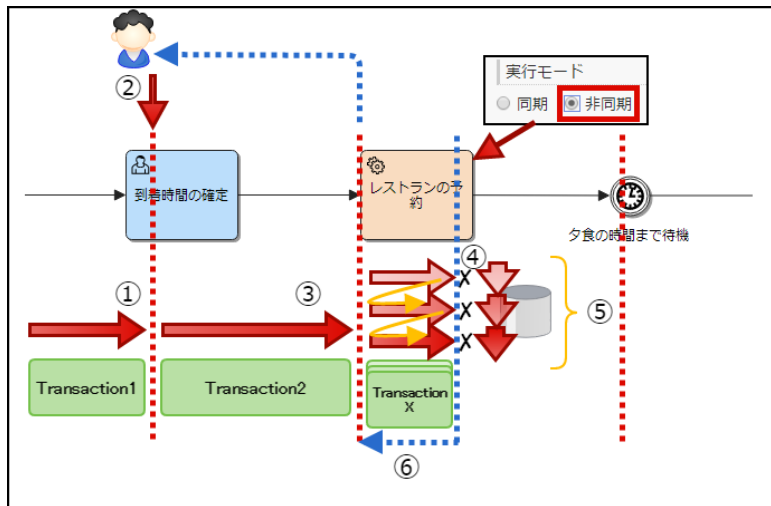 実行モード
同期
非同期
②
到着時間の確定
レストランの予
約
夕食の時間まで待機
①
③
④
⑤
X
X
X
Transaction1
Transaction2
Transaction
X
⑥